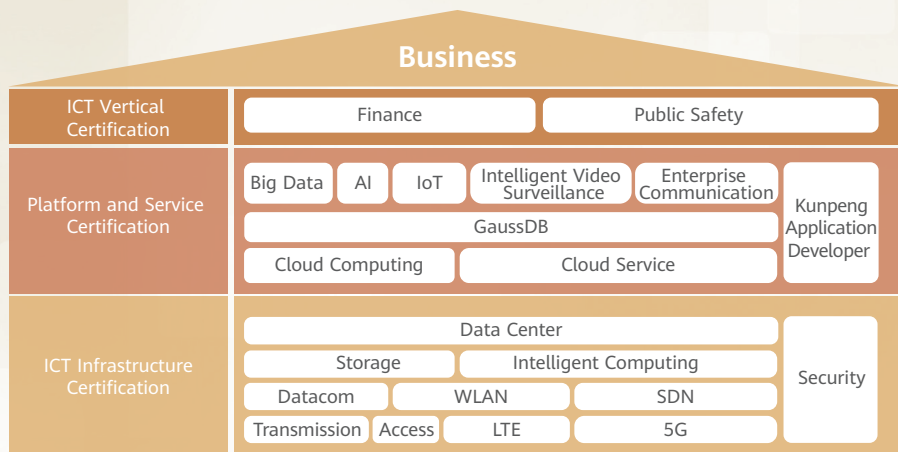 Business
ICT Vertical
Certification
Finance
Public Safety
Platform and Service
Certification
Big Data
AI
IoT
Intelligent Video
Surveillance
Enterprise
Communication
GaussDB
Cloud Computing
Cloud Service
Kunpeng
Application
Developer
ICT Infrastructure
Certification
Data Center
Storage
Intelligent Computing
Datacom
WLAN
SDN
Transmission
Access
LTE
5G
Security